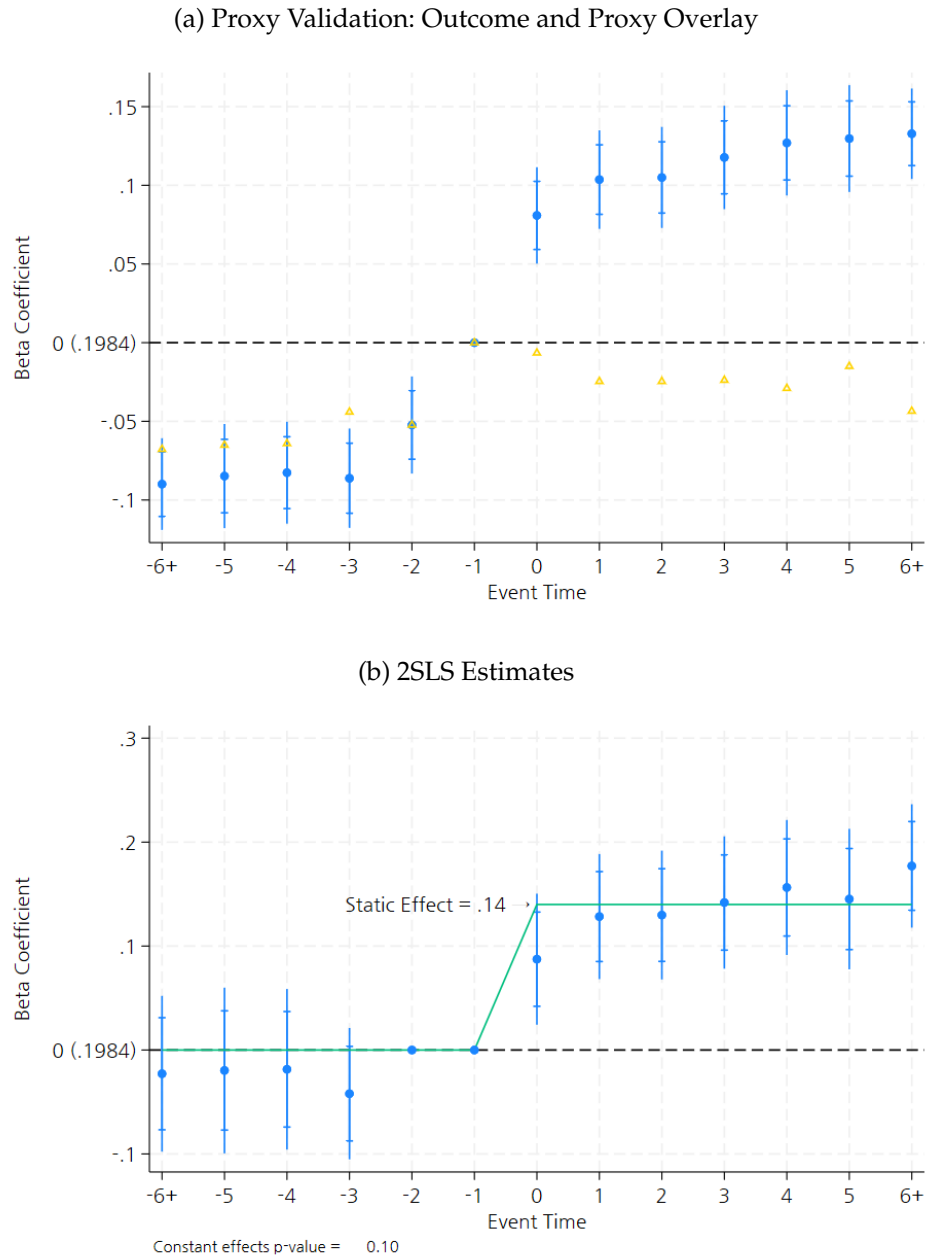 (a) Proxy Validation: Outcome and Proxy Overlay
Beta Coefficient
.15
.1
.05
0 (.1984)
-.05
-.1
-6+ -5 -4 -3 -2 -1 0 1 2 3 4 5 6+
Event Time
(b) 2SLS Estimates
Beta Coefficient
.3
.2
Static Effect = .14
.1
0 (.1984)
-.1
-6+ -5 -4 -3 -2 -1 0 1 2 3 4 5 6+
Event Time
Constant effects p-value = 0.10